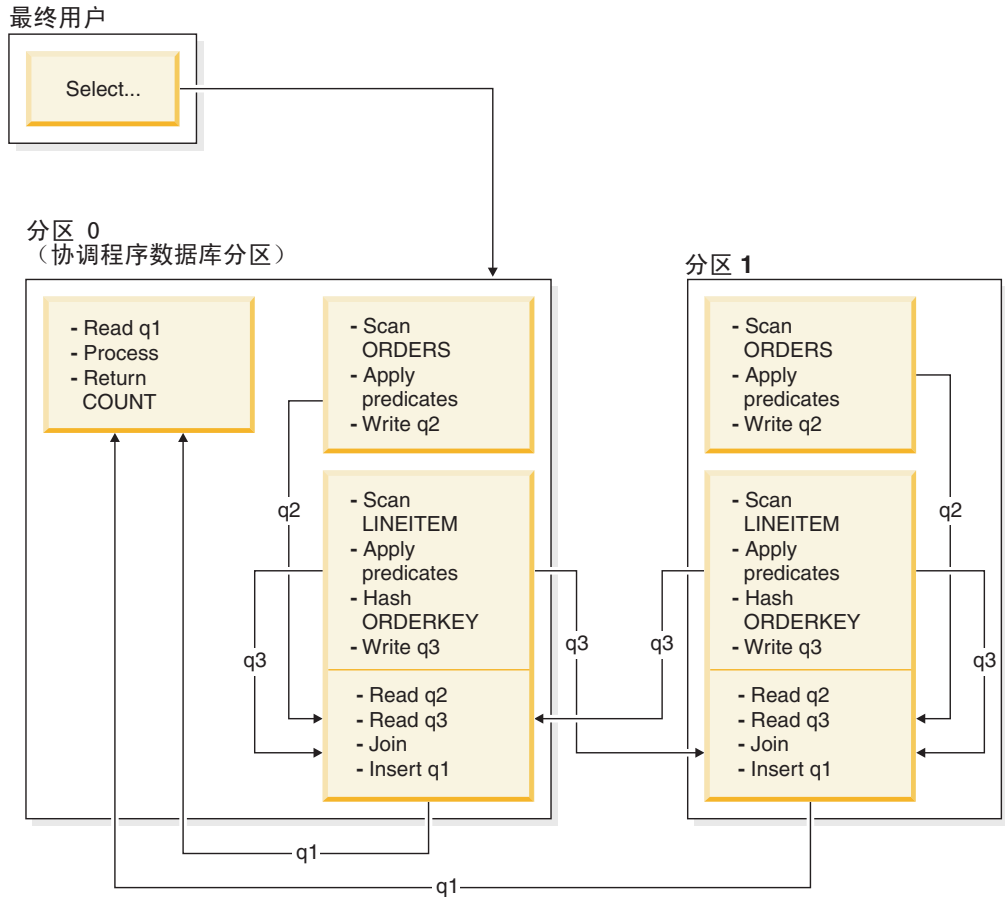 最终用户
Select...
分区 0
（协调程序数据库分区）
- Read q1
- Process
- Return
COUNT
- Scan
ORDERS
- Apply
predicates
- Write q2
q2
- Scan
LINEITEM
- Apply
predicates
- Hash
ORDERKEY
- Write q3
q3
q3
- Read q2
- Read q3
- Join
- Insert q1
分区 1
- Scan
ORDERS
- Apply
predicates
- Write q2
q2
- Scan
LINEITEM
- Apply
predicates
- Hash
ORDERKEY
- Write q3
q3
q3
- Read q2
- Read q3
- Join
- Insert q1
q1
q1